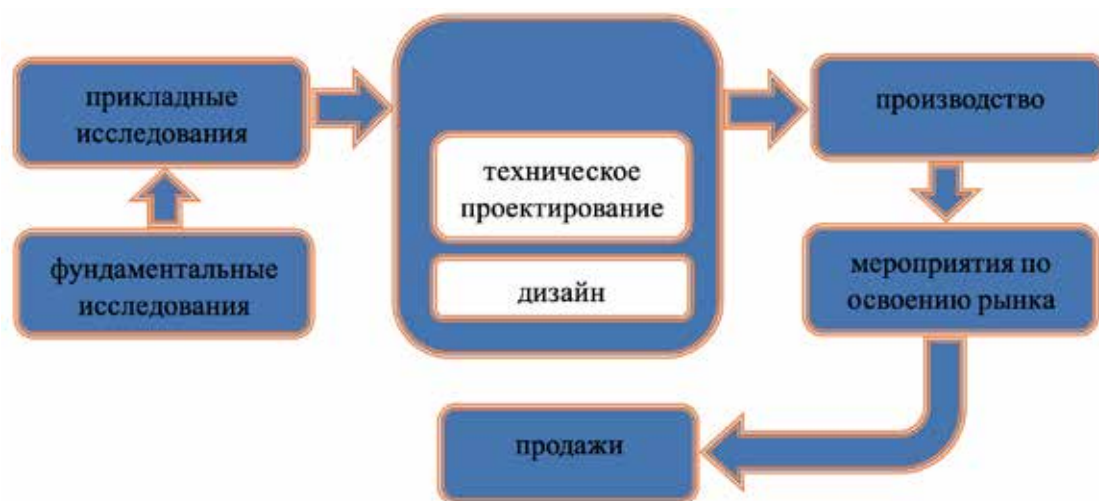 прикладные
исследования
фундаментальные
исследования
техническое
проектирование
дизайн
производство
мероприятия по
освоению рынка
продажи